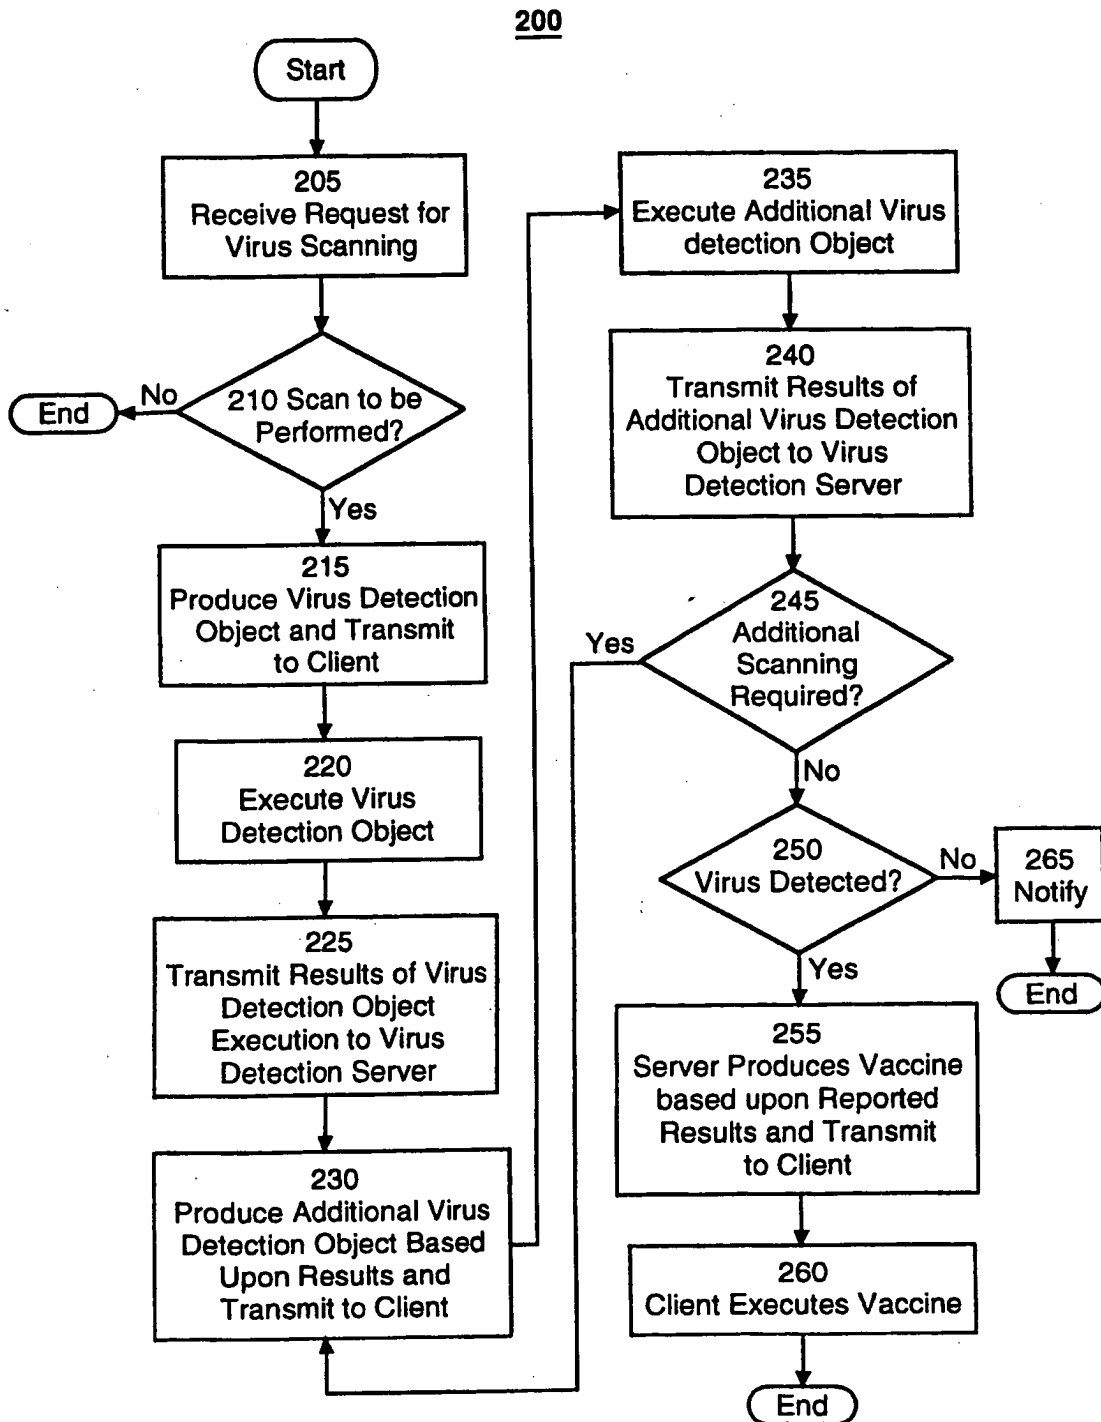 200
Start
205
Receive Request for
Virus Scanning
210 Scan to be
Performed?
No
End
Yes
215
Produce Virus Detection
Object and Transmit
to Client
220
Execute Virus
Detection Object
225
Transmit Results of Virus
Detection Object
Execution to Virus
Detection Server
230
Produce Additional Virus
Detection Object Based
Upon Results and
Transmit to Client
235
Execute Additional Virus
detection Object
240
Transmit Results of
Additional Virus Detection
Object to Virus
Detection Server
245
Additional
Scanning
Required?
Yes
No
250
Virus Detected?
No
265
Notify
End
Yes
255
Server Produces Vaccine
based upon Reported
Results and Transmit
to Client
260
Client Executes Vaccine
End